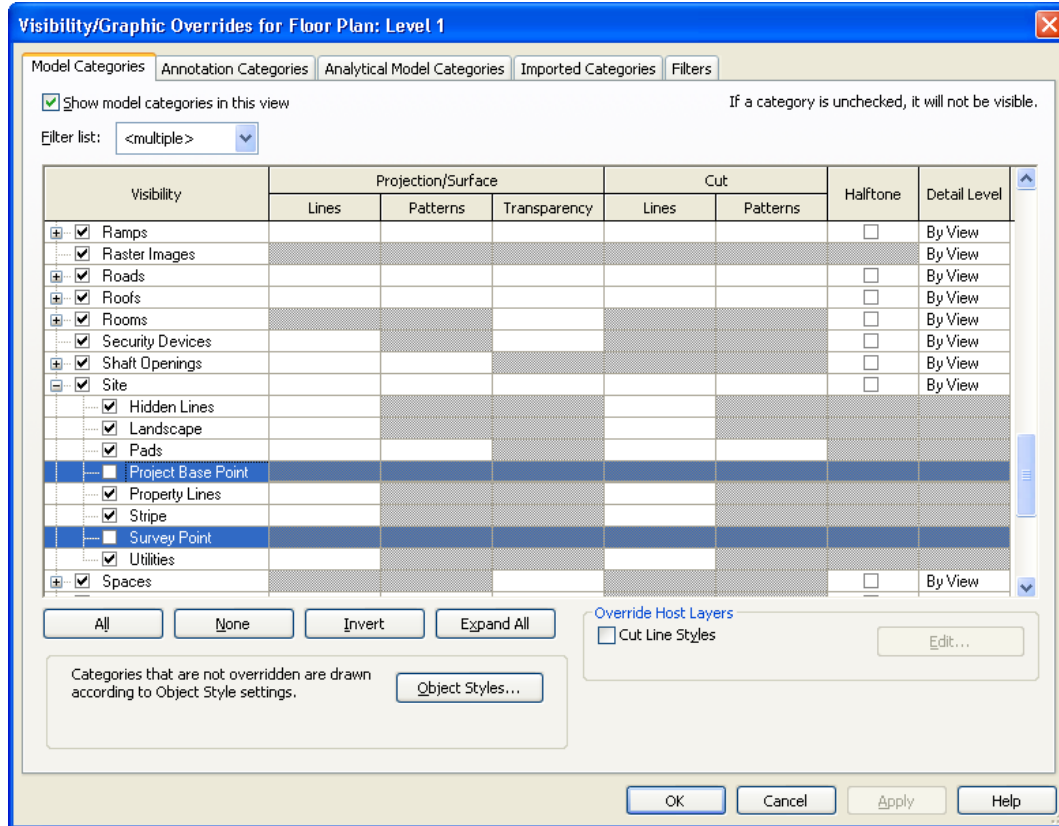 Visibility/Graphic Overrides for Floor Plan: Level 1
Model Categories Annotation Categories Analytical Model Categories Imported Categories Filters
Show model categories in this view
If a category is unchecked, it will not be visible.
Filter list: <multiple>
Visibility Projection/Surface Cut Halftone Detail Level
Lines Patterns Transparency Lines Patterns
Ramps By View
Raster Images By View
Roads By View
Roofs By View
Rooms By View
Security Devices By View
Shaft Openings By View
Site By View
Hidden Lines
Landscape
Pads
Project Base Point
Property Lines
Stripe
Survey Point
Utilities
Spaces By View
All None Invert Expand All
Override Host Layers
Cut Line Styles
Edit...
Categories that are not overridden are drawn
according to Object Style settings.
Object Styles...
OK Cancel Apply Help